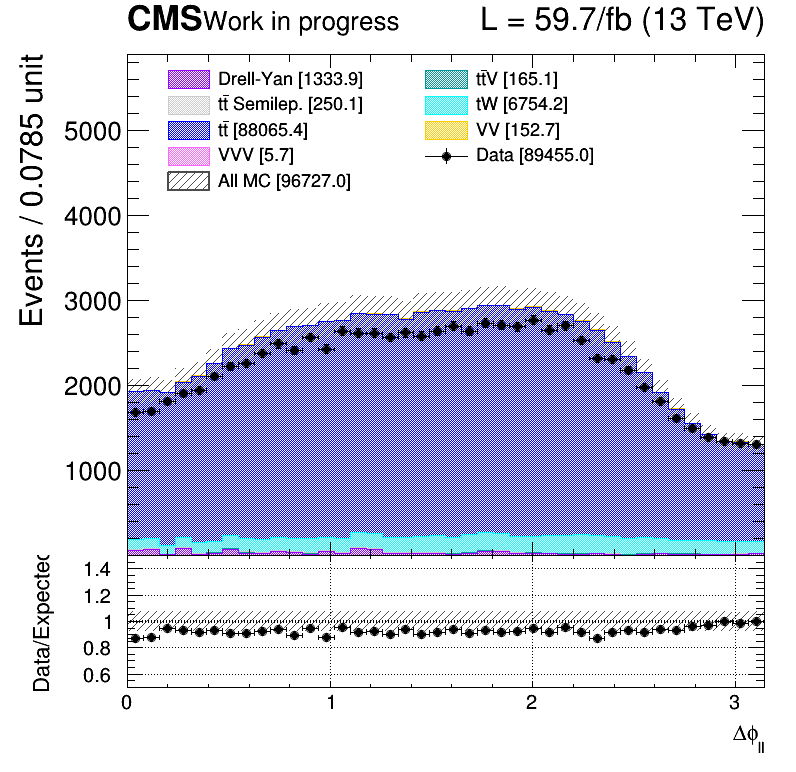 CMS Work in progress L = 59.7/fb (13 TeV)
Events / 0.0785 unit
Drell-Yan [1333.9]
tt̄ Semilep. [250.1]
tt̄ [88065.4]
VVV [5.7]
All MC [96727.0]
tt̄V [165.1]
tW [6754.2]
VV [152.7]
Data [89455.0]
5000
4000
3000
2000
1000
Data/Expected
1.4
1.2
1
0.8
0.6
0 1 2 3
Δϕ_ll